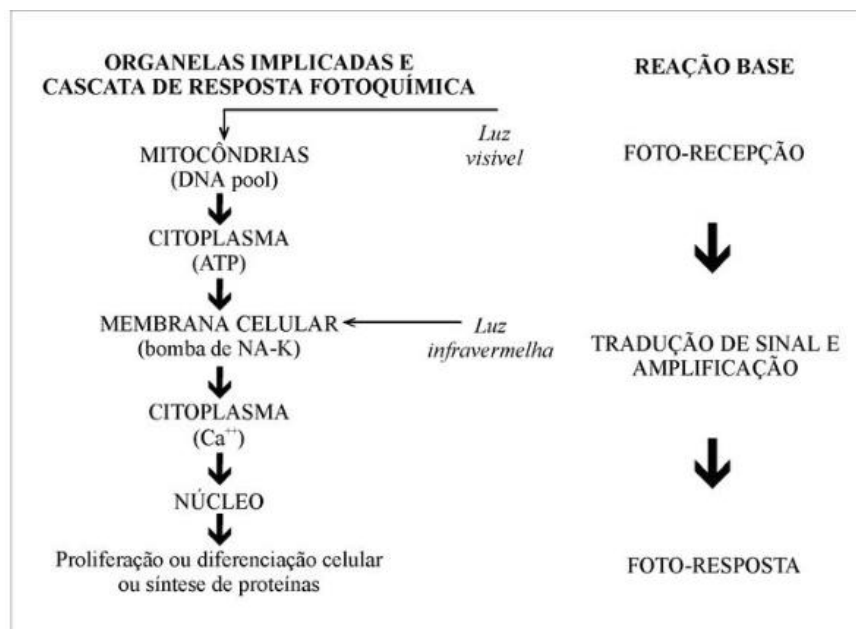 ORGANELAS IMPLICADAS E
CASCATA DE RESPOSTA FOTOQUÍMICA
REAÇÃO BASE
Luz
visivel
MITOCÔNDRIAS
(DNA pool)
FOTO-RECEPÇÃO
CITOPLASMA
(ATP)
MEMBRANA CELULAR
(bomba de NA-K)
Luz
infravermelha
TRADUÇÃO DE SINAL E
AMPLIFICAÇÃO
CITOPLASMA
(Ca⁺⁺)
NÚCLEO
Proliferação ou diferenciação celular
ou síntese de proteínas
FOTO-RESPOSTA